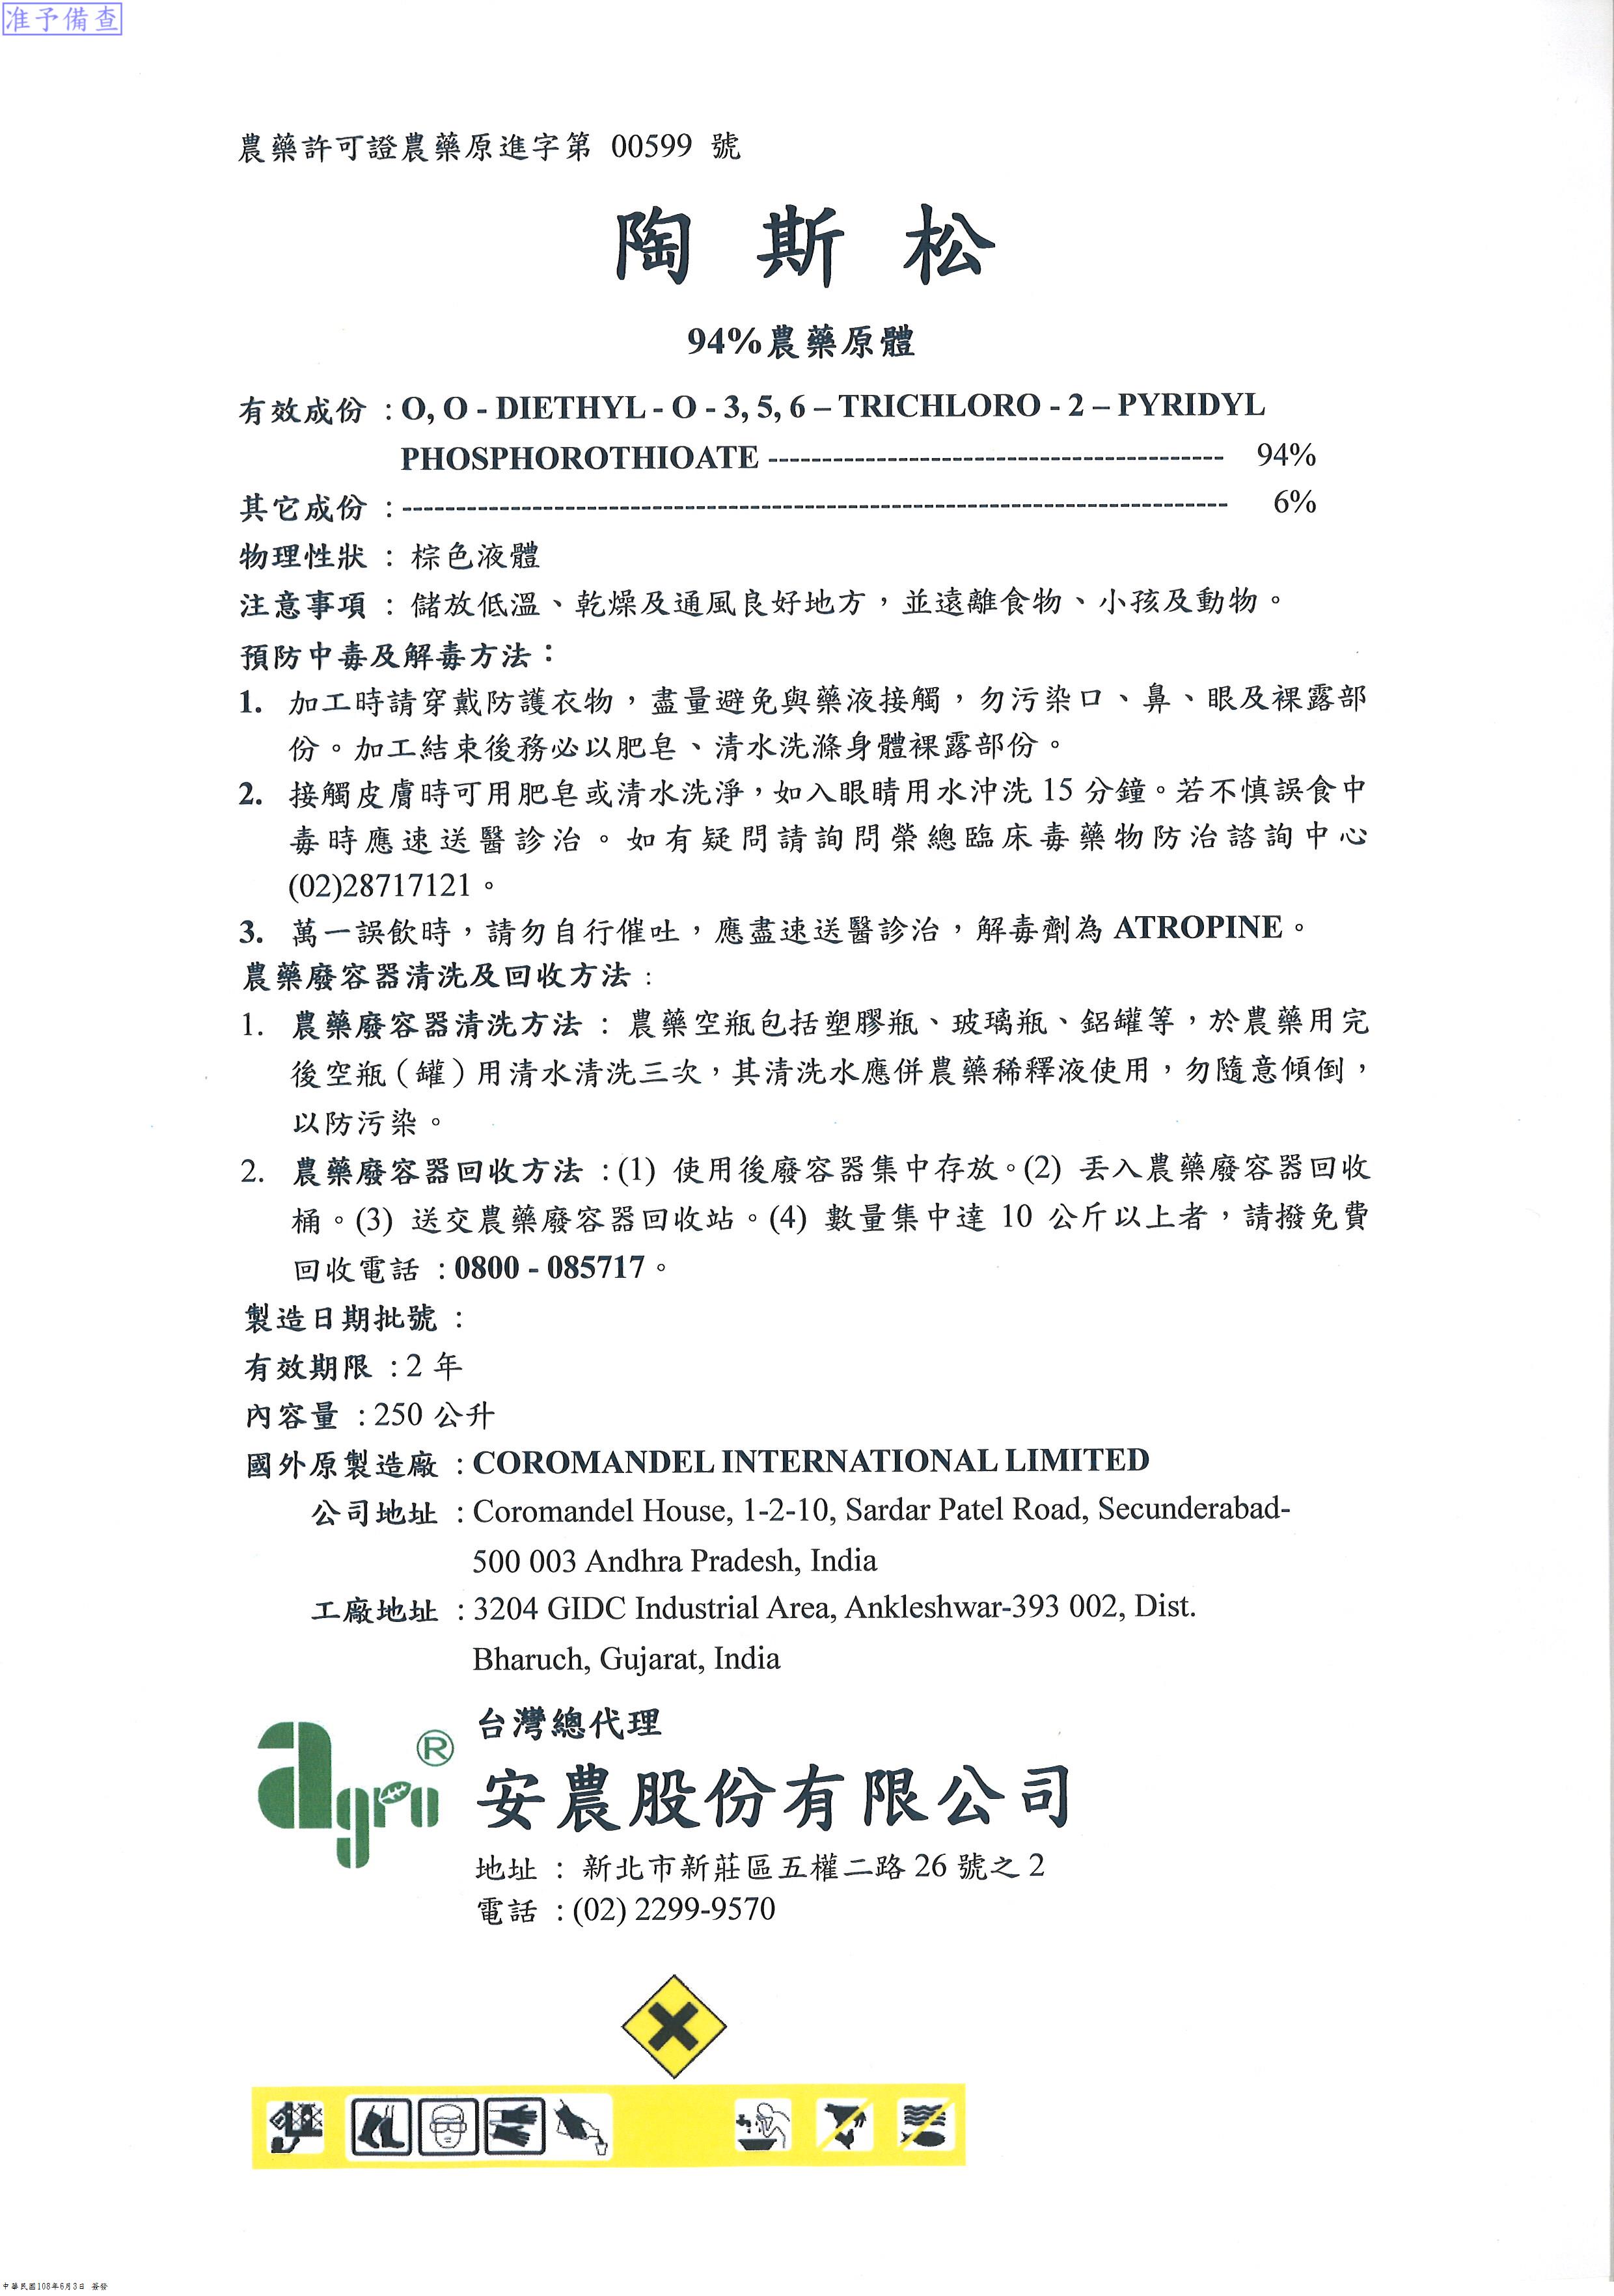 准予備查
農藥許可證農藥原進字第 00599 號
陶斯松
94%農藥原體
有效成份 : O, O - DIETHYL - O - 3, 5, 6 – TRICHLORO - 2 – PYRIDYL
PHOSPHOROTHIOATE ------------------------------------------ 94%
其它成份 : ---------------------------------------------------------------------------- 6%
物理性狀 : 棕色液體
注意事項 : 儲放低溫、乾燥及通風良好地方，並遠離食物、小孩及動物。
預防中毒及解毒方法：
1. 加工時請穿戴防護衣物，盡量避免與藥液接觸，勿污染口、鼻、眼及裸露部
份。加工結束後務必以肥皂、清水洗滌身體裸露部份。
2. 接觸皮膚時可用肥皂或清水洗淨，如入眼睛用水沖洗 15 分鐘。若不慎誤食中
毒時應速送醫診治。如有疑問請詢問榮總臨床毒藥物防治諮詢中心
(02)28717121。
3. 萬一誤飲時，請勿自行催吐，應盡速送醫診治，解毒劑為 ATROPINE。
農藥廢容器清洗及回收方法 :
1. 農藥廢容器清洗方法 : 農藥空瓶包括塑膠瓶、玻璃瓶、鋁罐等，於農藥用完
後空瓶（罐）用清水清洗三次，其清洗水應併農藥稀釋液使用，勿隨意傾倒，
以防污染。
2. 農藥廢容器回收方法 :(1) 使用後廢容器集中存放。(2) 丟入農藥廢容器回收
桶。(3) 送交農藥廢容器回收站。(4) 數量集中達 10 公斤以上者，請撥免費
回收電話 : 0800 - 085717。
製造日期批號 :
有效期限 : 2 年
內容量 : 250 公升
國外原製造廠 : COROMANDEL INTERNATIONAL LIMITED
公司地址 : Coromandel House, 1-2-10, Sardar Patel Road, Secunderabad-
500 003 Andhra Pradesh, India
工廠地址 : 3204 GIDC Industrial Area, Ankleshwar-393 002, Dist.
Bharuch, Gujarat, India
agro®
台灣總代理
安農股份有限公司
地址 : 新北市新莊區五權二路 26 號之 2
電話 : (02) 2299-9570
中華民國108年6月3日 簽發